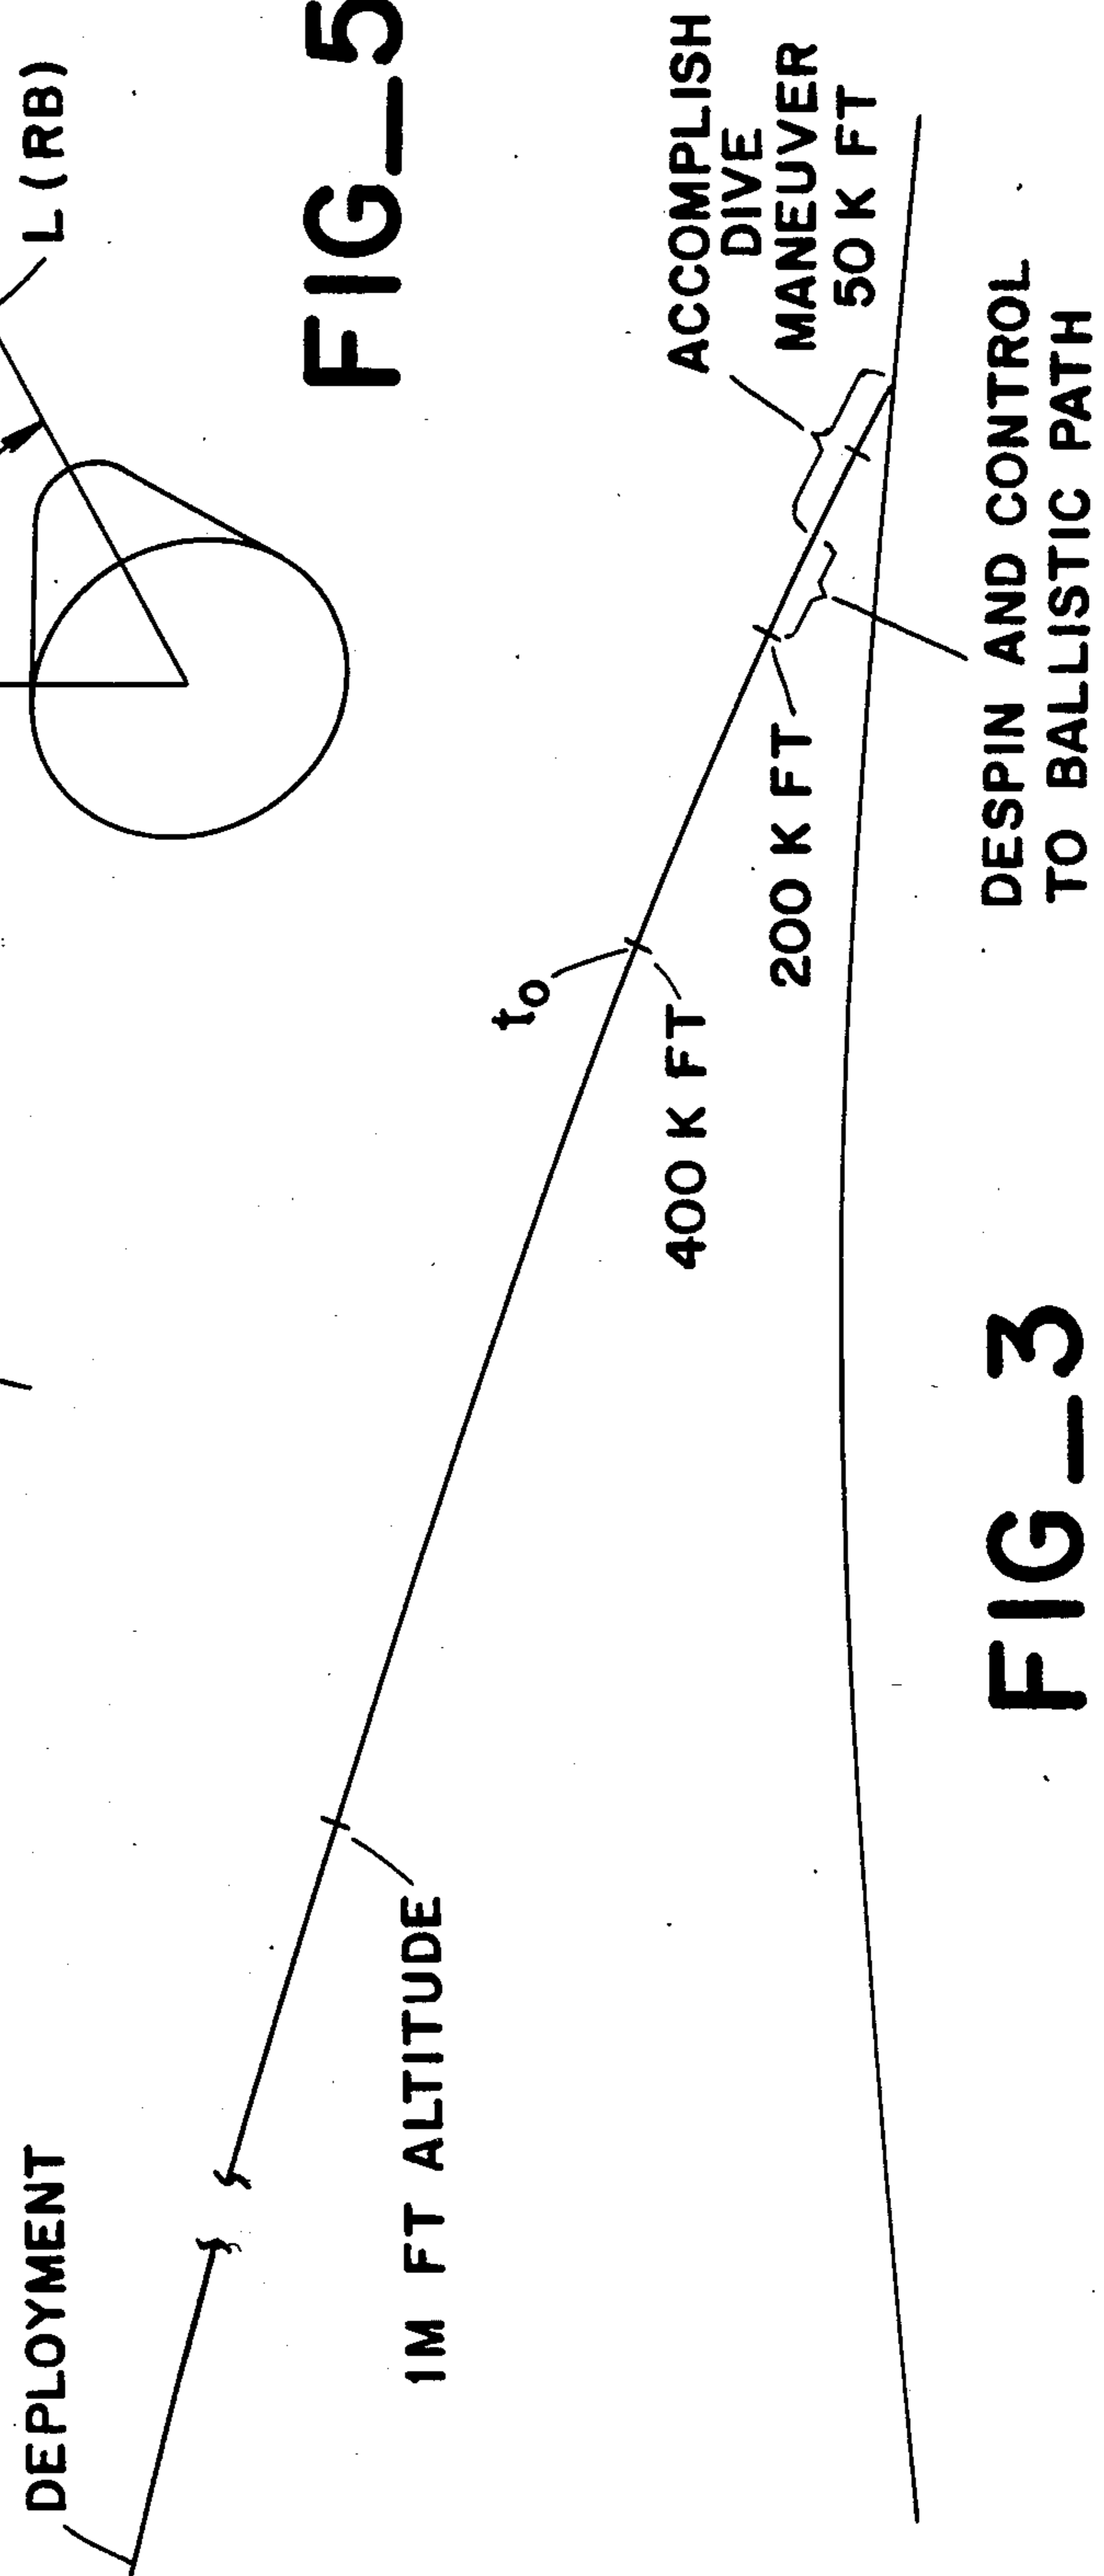 L (RB)
FIG_5
DEPLOYMENT
1M FT ALTITUDE
t₀
400 K FT
200 K FT
ACCOMPLISH
DIVE
MANEUVER
50 K FT
DESPIN AND CONTROL
TO BALLISTIC PATH
FIG_3